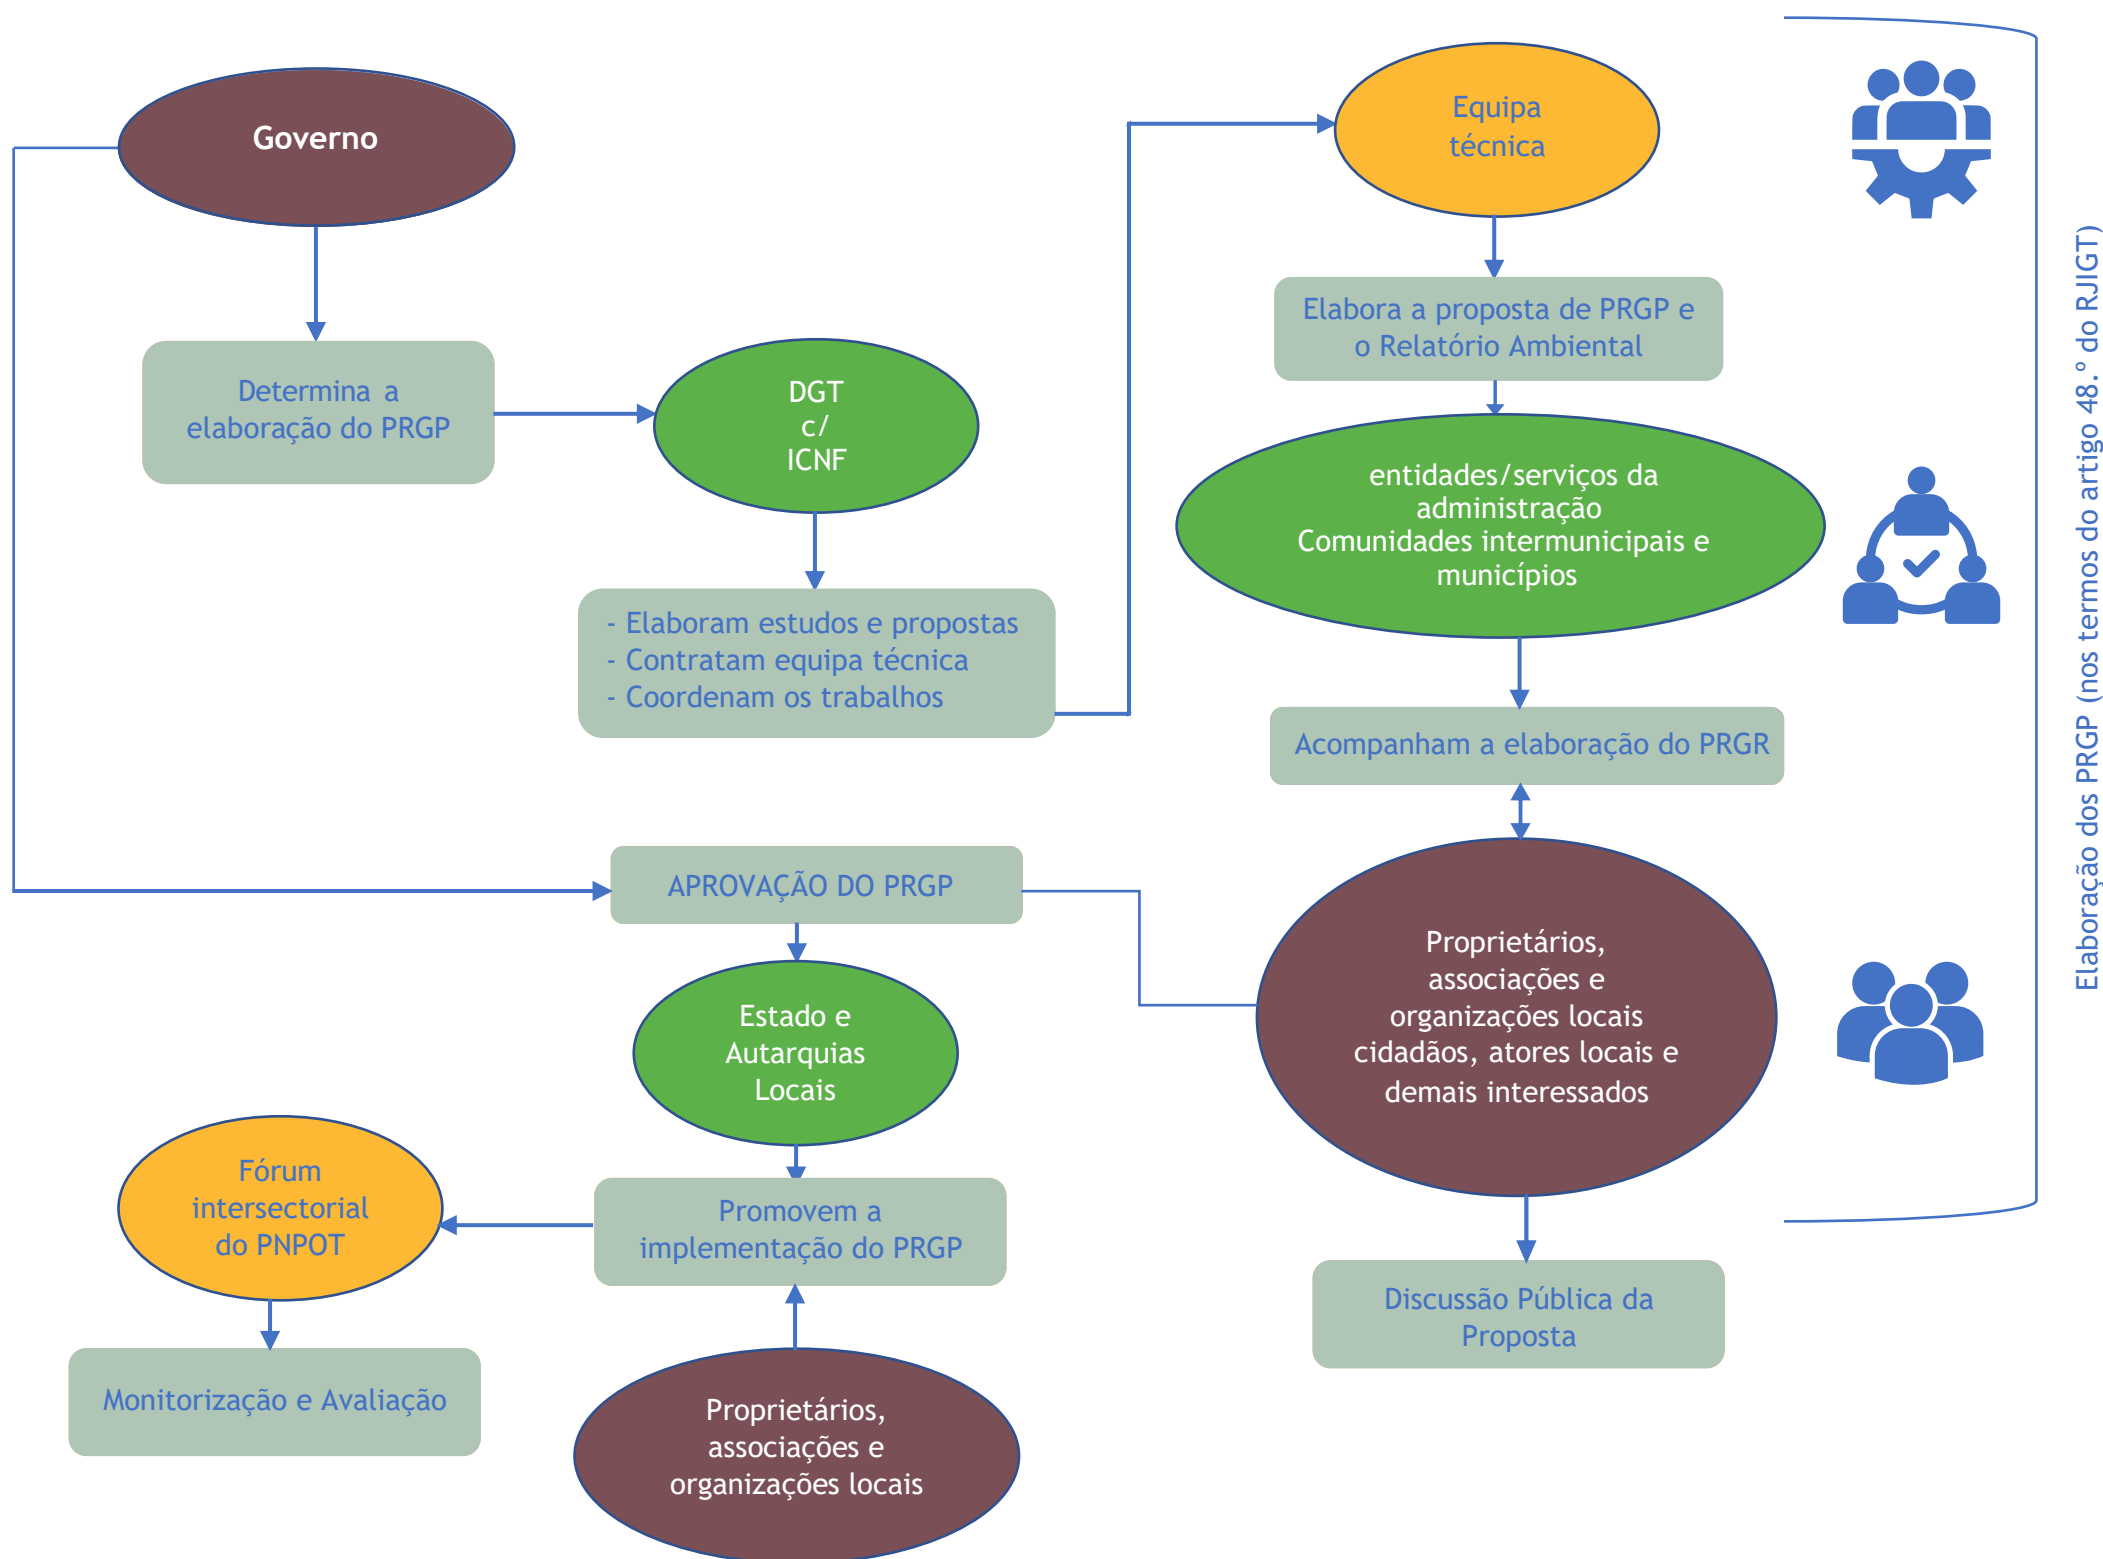 Governo
Determina a
elaboração do PRGP
DGT
c/
ICNF
- Elaboram estudos e propostas
- Contratam equipa técnica
- Coordenam os trabalhos
Equipa
técnica
Elabora a proposta de PRGP e
o Relatório Ambiental
entidades/serviços da
administração
Comunidades intermunicipais e
municípios
Acompanham a elaboração do PRGR
Proprietários,
associações e
organizações locais
cidadãos, atores locais e
demais interessados
Discussão Pública da
Proposta
APROVAÇÃO DO PRGP
Estado e
Autarquias
Locais
Promovem a
implementação do PRGP
Fórum
intersectorial
do PNPOT
Monitorização e Avaliação
Proprietários,
associações e
organizações locais
Elaboração dos PRGP (nos termos do artigo 48.º do RJIGT)